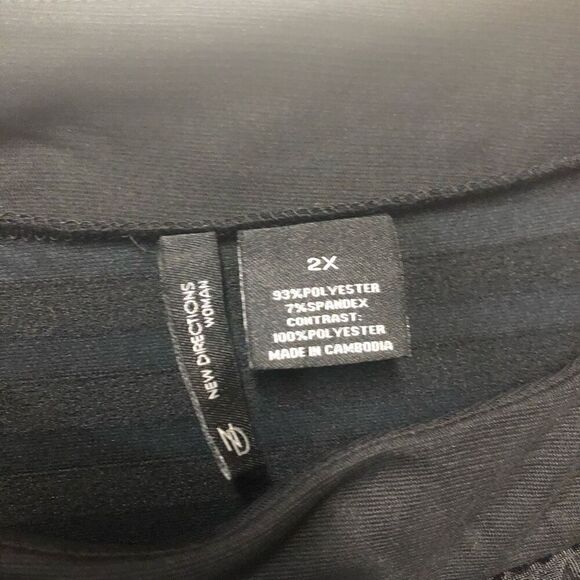 NEW DIRECTIONS
WOMAN
ND
2X
93%POLYESTER
7%SPANDEX
CONTRAST:
100%POLYESTER
MADE IN CAMBODIA